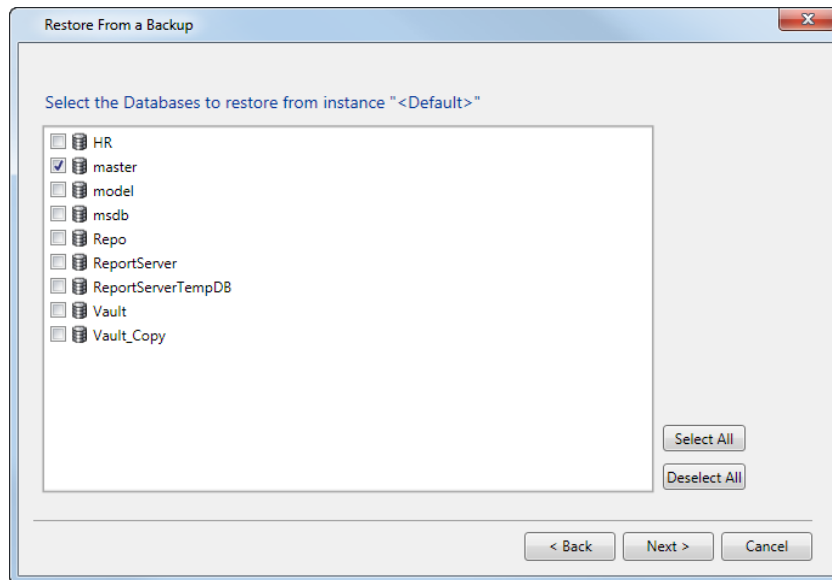 Restore From a Backup
Select the Databases to restore from instance "<Default>"
HR
master
model
msdb
Repo
ReportServer
ReportServerTempDB
Vault
Vault_Copy
Select All
Deselect All
< Back
Next >
Cancel